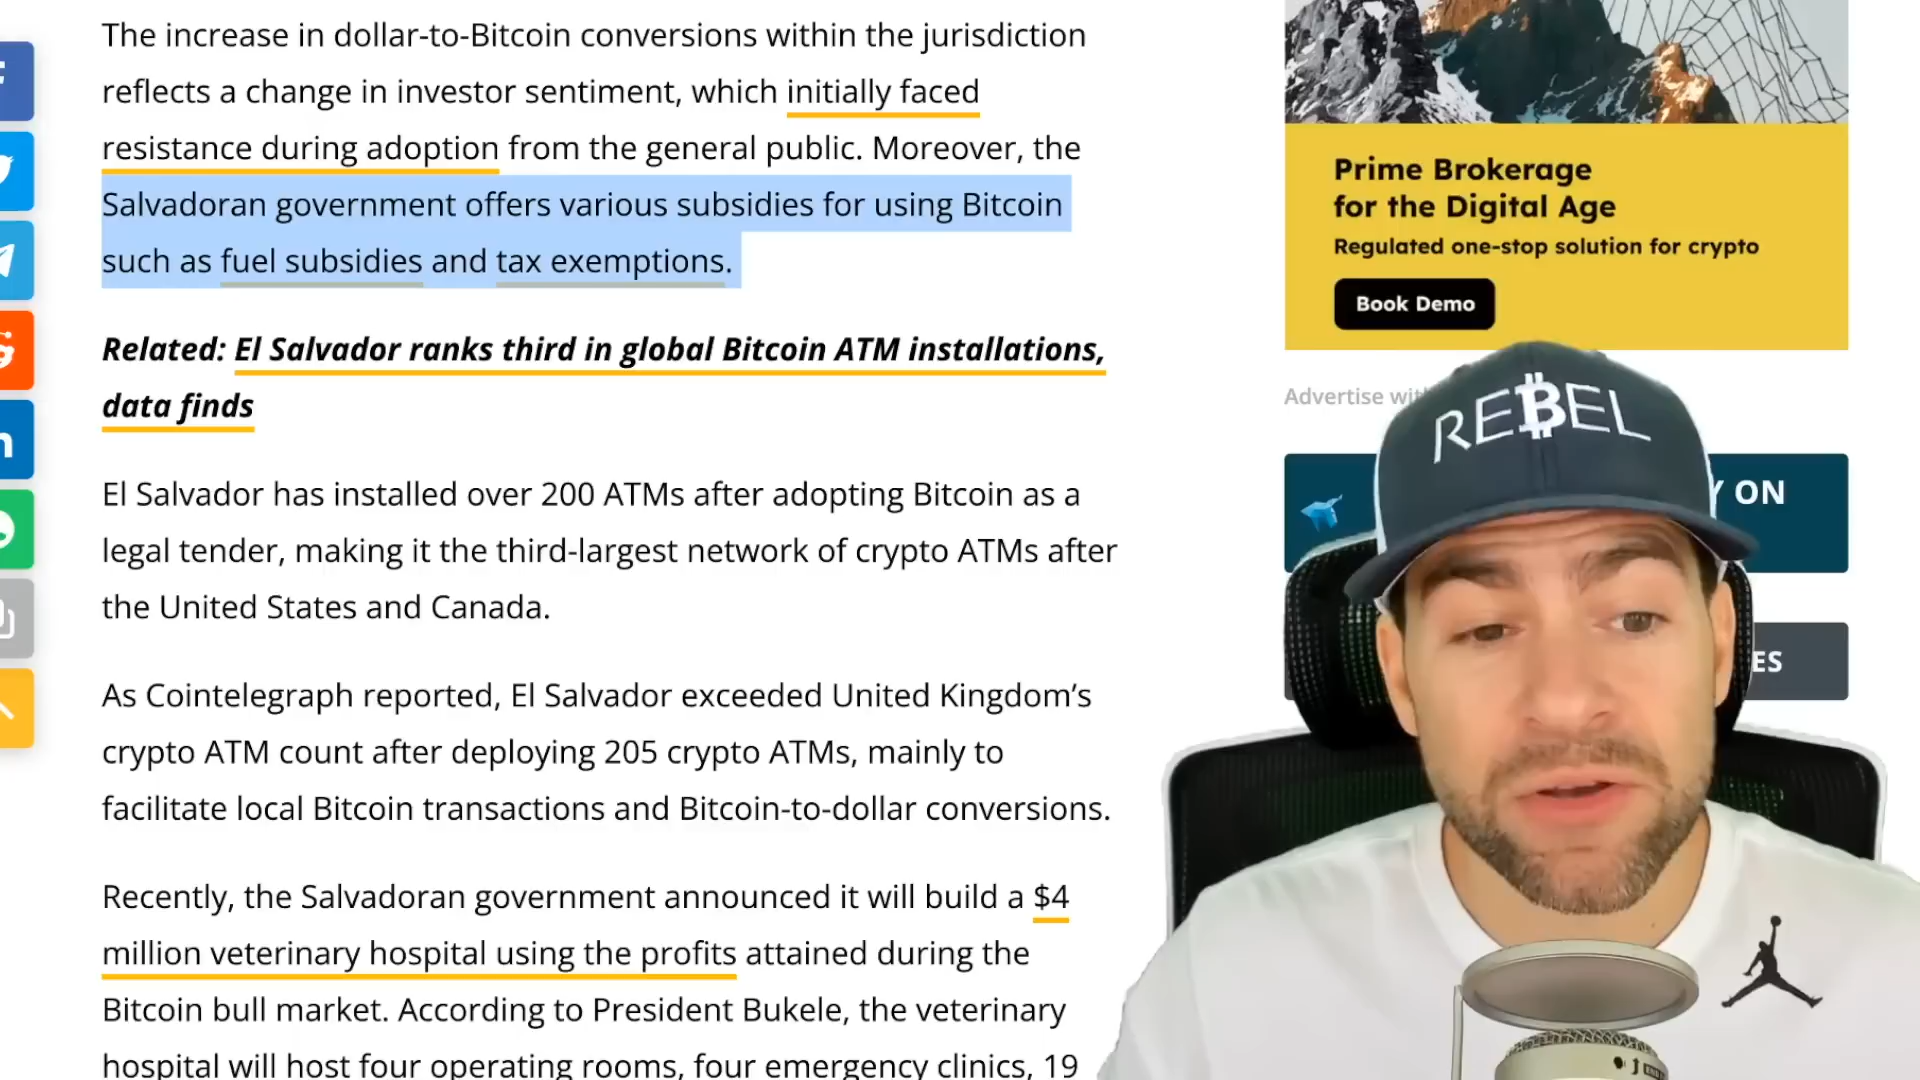 The increase in dollar-to-Bitcoin conversions within the jurisdiction
reflects a change in investor sentiment, which initially faced
resistance during adoption from the general public. Moreover, the
Salvadoran government offers various subsidies for using Bitcoin
such as fuel subsidies and tax exemptions.
Related: El Salvador ranks third in global Bitcoin ATM installations,
data finds
El Salvador has installed over 200 ATMs after adopting Bitcoin as a
legal tender, making it the third-largest network of crypto ATMs after
the United States and Canada.
As Cointelegraph reported, El Salvador exceeded United Kingdom’s
crypto ATM count after deploying 205 crypto ATMs, mainly to
facilitate local Bitcoin transactions and Bitcoin-to-dollar conversions.
Recently, the Salvadoran government announced it will build a $4
million veterinary hospital using the profits attained during the
Bitcoin bull market. According to President Bukele, the veterinary
hospital will host four operating rooms, four emergency clinics, 19
Prime Brokerage
for the Digital Age
Regulated one-stop solution for crypto
Book Demo
Advertise
RE₿EL
ON